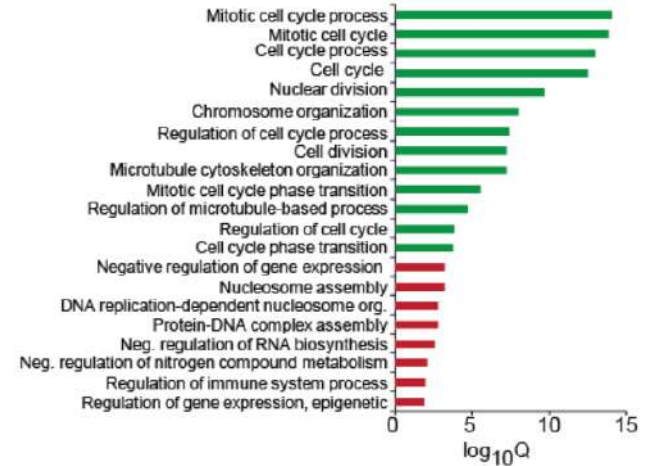 Mitotic cell cycle process
Mitotic cell cycle
Cell cycle process
Cell cycle
Nuclear division
Chromosome organization
Regulation of cell cycle process
Cell division
Microtubule cytoskeleton organization
Mitotic cell cycle phase transition
Regulation of microtubule-based process
Regulation of cell cycle
Cell cycle phase transition
Negative regulation of gene expression
Nucleosome assembly
DNA replication-dependent nucleosome org.
Protein-DNA complex assembly
Neg. regulation of RNA biosynthesis
Neg. regulation of nitrogen compound metabolism
Regulation of immune system process
Regulation of gene expression, epigenetic
0 5 10 15
log10Q